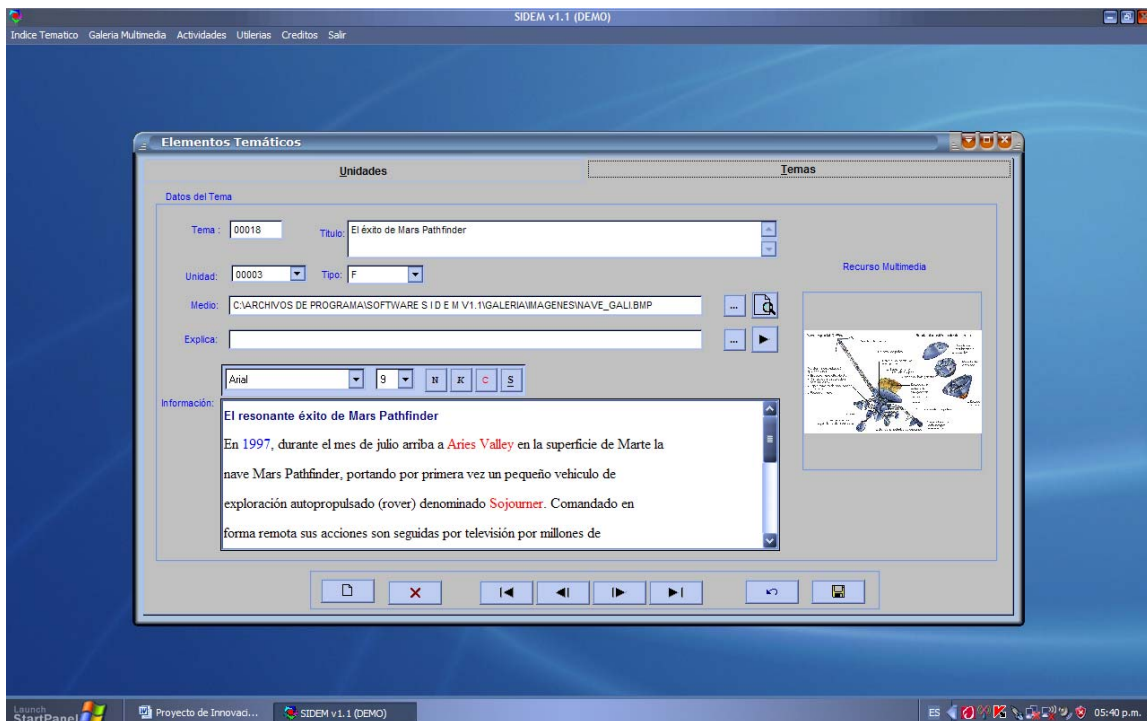 SIDEM v1.1 (DEMO)
Indice Tematico Galeria Multimedia Actividades Utilerias Creditos Salir
Elementos Temáticos
Unidades Temas
Datos del Tema
Tema : 00018 Titulo: El éxito de Mars Pathfinder
Unidad: 00003 Tipo: F
Recurso Multimedia
Medio: C:\ARCHIVOS DE PROGRAMA\SOFTWARE S I D E M V1.1\GALERIA\IMAGENES\NAVE_GALI.BMP ...
Explica: ...
Arial 9 N K C S
Información:
El resonante éxito de Mars Pathfinder
En 1997, durante el mes de julio arriba a Aries Valley en la superficie de Marte la
nave Mars Pathfinder, portando por primera vez un pequeño vehiculo de
exploración autopropulsado (rover) denominado Sojourner. Comandado en
forma remota sus acciones son seguidas por televisión por millones de
Launch
StartPanel Proyecto de Innovaci... SIDEM v1.1 (DEMO) ES 05:40 p.m.